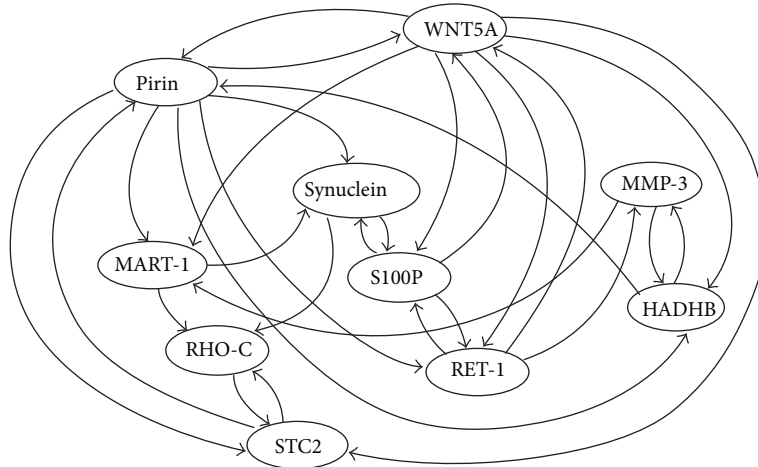 WNT5A
Pirin
Synuclein
MMP-3
MART-1
S100P
HADHB
RHO-C
RET-1
STC2